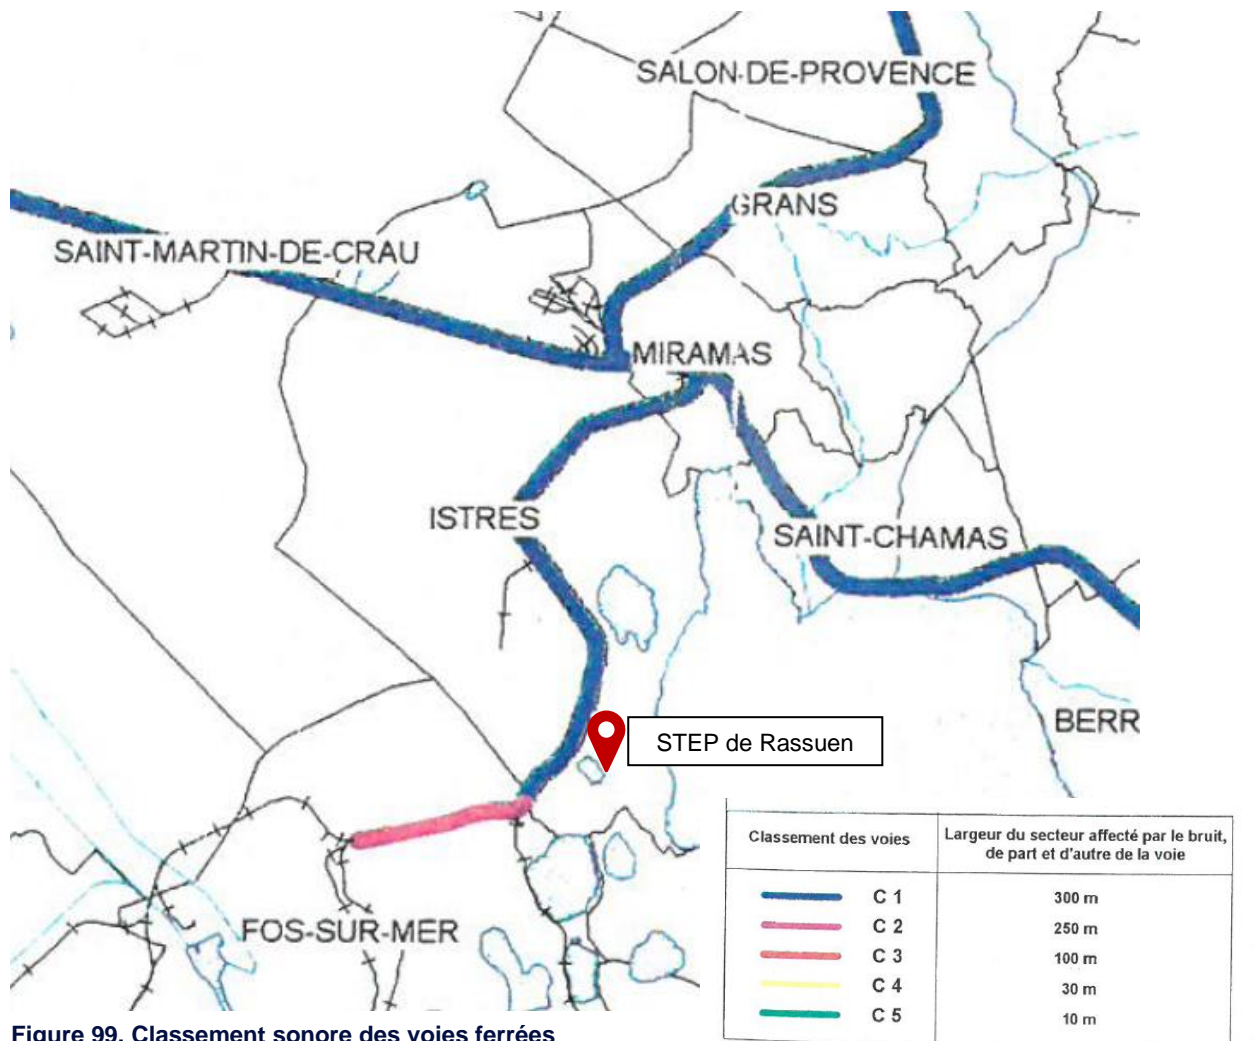 SALON-DE-PROVENCE
GRANS
SAINT-MARTIN-DE-CRAU
MIRAMAS
ISTRES
SAINT-CHAMAS
BERR
STEP de Rassuen
FOS-SUR-MER
Classement des voies
Largeur du secteur affecté par le bruit,
de part et d'autre de la voie
C 1 300 m
C 2 250 m
C 3 100 m
C 4 30 m
C 5 10 m
Figure 99. Classement sonore des voies ferrées